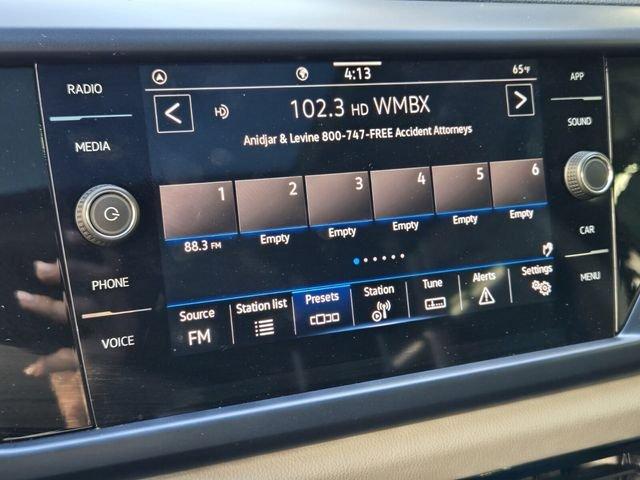 RADIO
MEDIA
PHONE
VOICE
4:13
65°F
102.3 HD WMBX
Anidjar & Levine 800-747-FREE Accident Attorneys
1 2 3 4 5 6
88.3 FM Empty Empty Empty Empty Empty
Source Station list Presets Station Tune Alerts Settings
FM
APP
SOUND
CAR
MENU